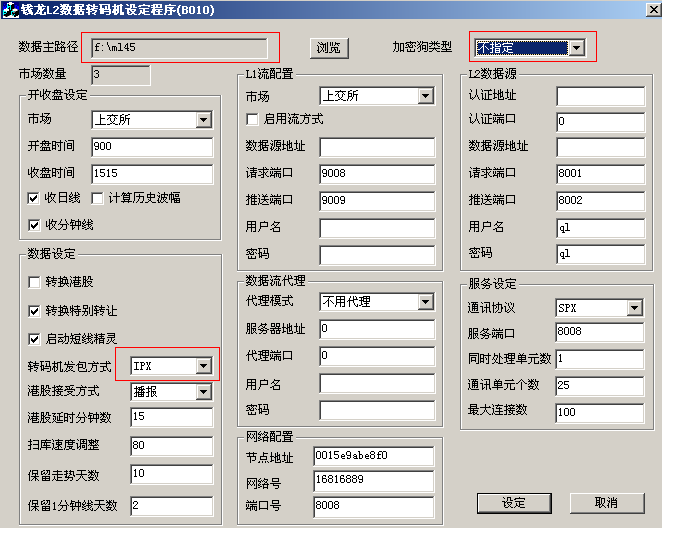 钱龙L2数据转码机设定程序(B010)
数据主路径 f:\ml45 浏览 加密狗类型 不指定
市场数量 3
开收盘设定
市场 上交所
开盘时间 900
收盘时间 1515
收日线 计算历史波幅
收分钟线
数据设定
转换港股
转换特别转让
启动短线精灵
转码机发包方式 IPX
港股接受方式 播报
港股延时分钟数 15
扫库速度调整 80
保留走势天数 10
保留1分钟线天数 2
L1流配置
市场 上交所
启用流方式
数据源地址
请求端口 9008
推送端口 9009
用户名
密码
数据流代理
代理模式 不用代理
服务器地址 0
代理端口 0
用户名
密码
网络配置
节点地址 0015e9abe8f0
网络号 16816889
端口号 8008
L2数据源
认证地址
认证端口 0
数据源地址
请求端口 8001
推送端口 8002
用户名 ql
密码 ql
服务设定
通讯协议 SPX
服务端口 8008
同时处理单元数 1
通讯单元个数 25
最大连接数 100
设定 取消